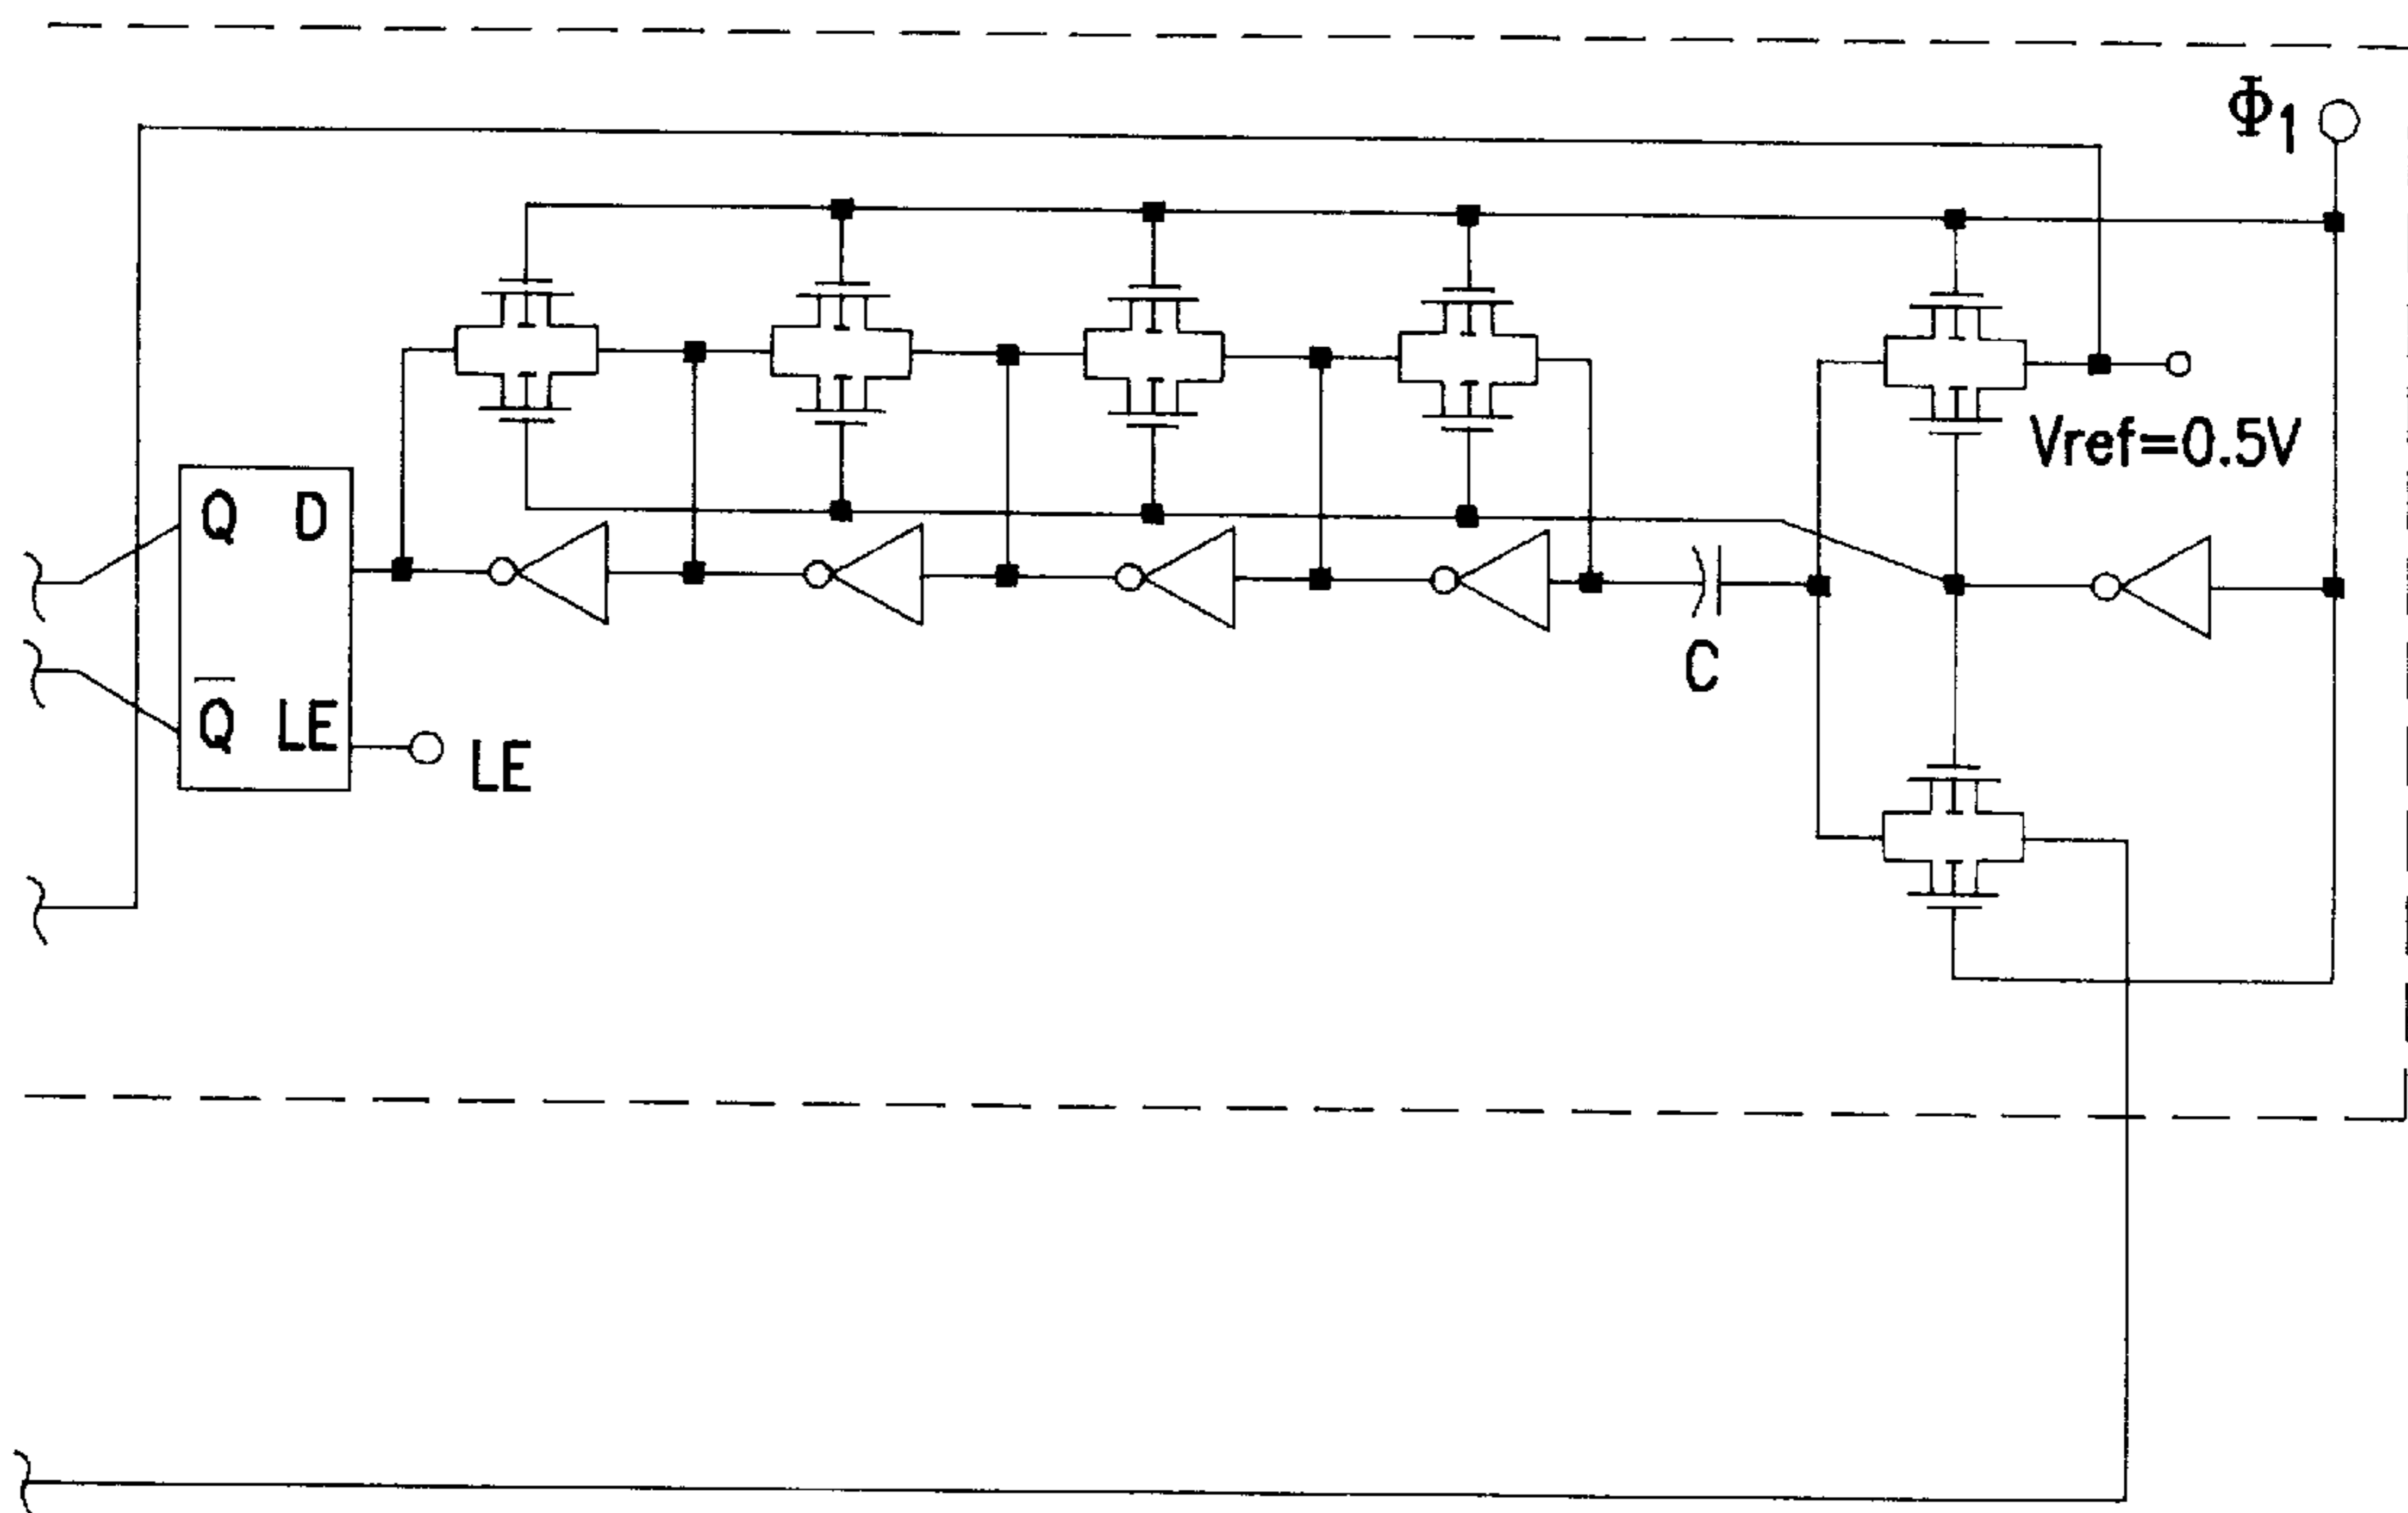 Φ1
Vref=0.5V
Q D
C
Q̅ LE
LE